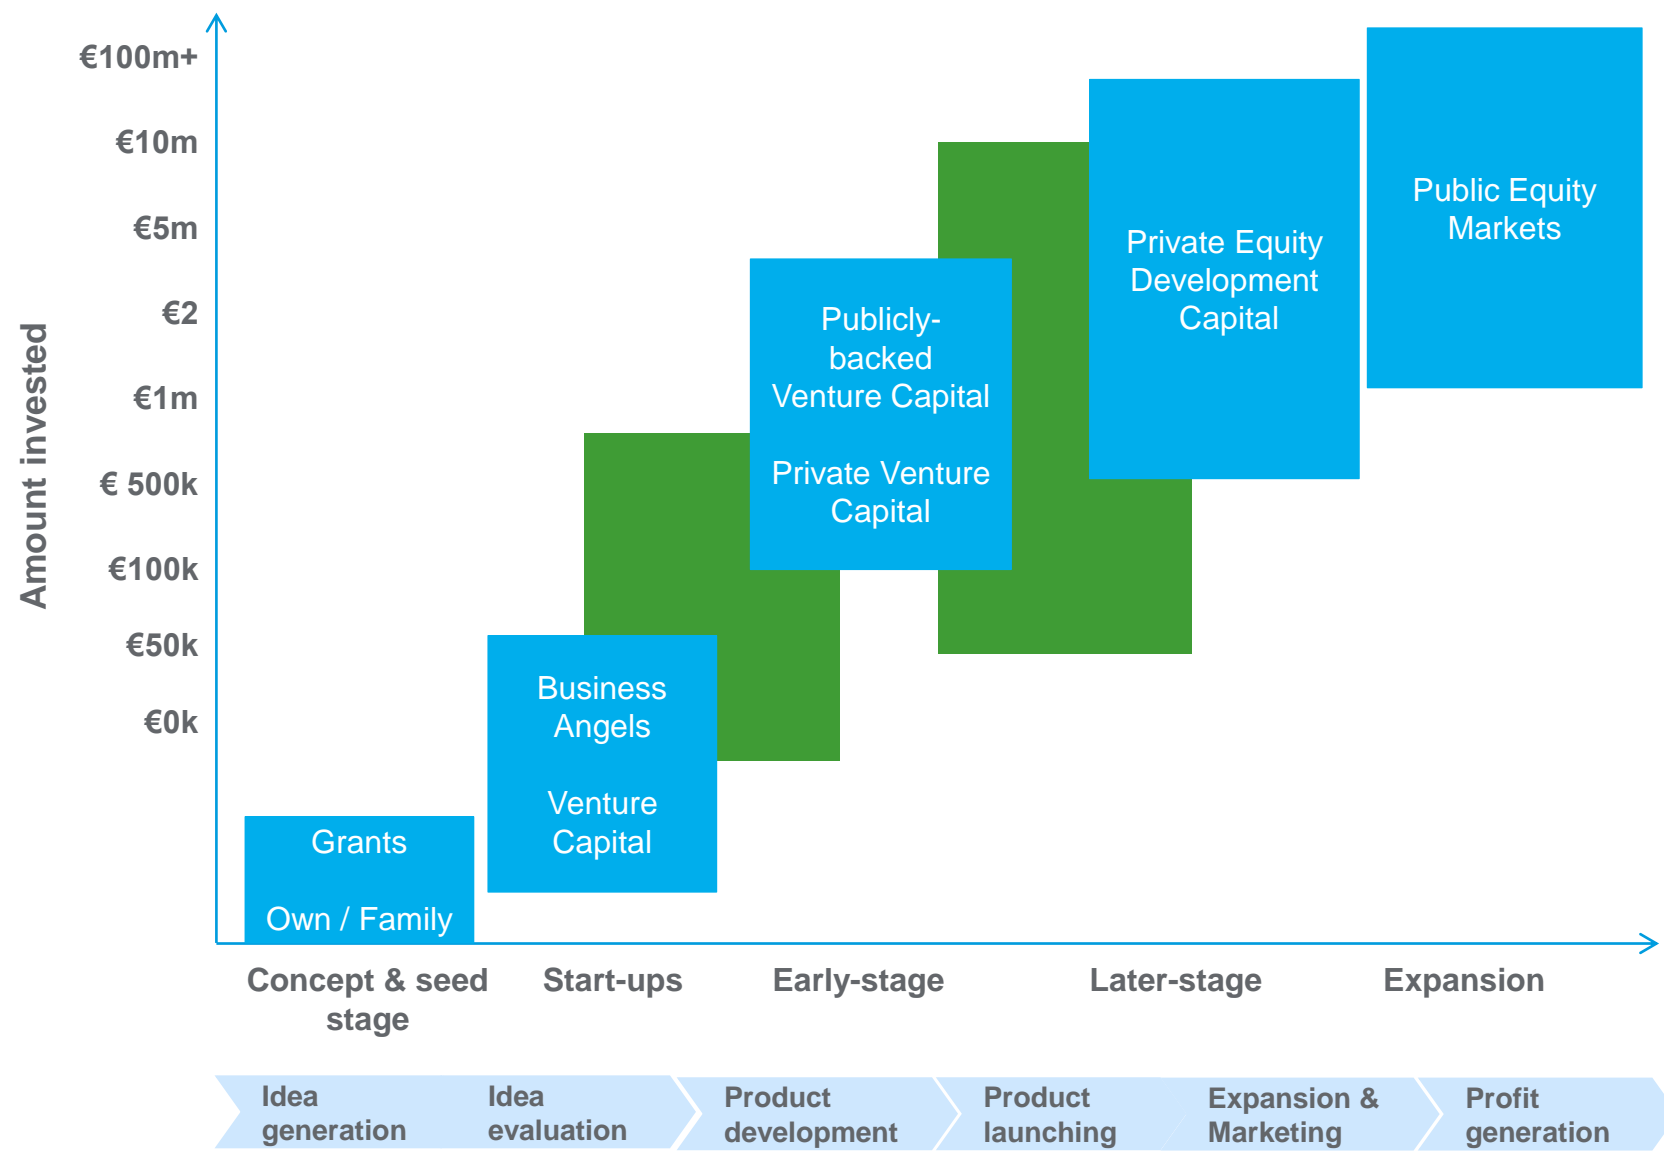 Amount invested
€100m+
€10m
€5m
€2
€1m
€ 500k
€100k
€50k
€0k
Grants
Own / Family
Business
Angels
Venture
Capital
Publicly-
backed
Venture Capital
Private Venture
Capital
Private Equity
Development
Capital
Public Equity
Markets
Concept & seed
stage
Start-ups
Early-stage
Later-stage
Expansion
Idea
generation
Idea
evaluation
Product
development
Product
launching
Expansion &
Marketing
Profit
generation